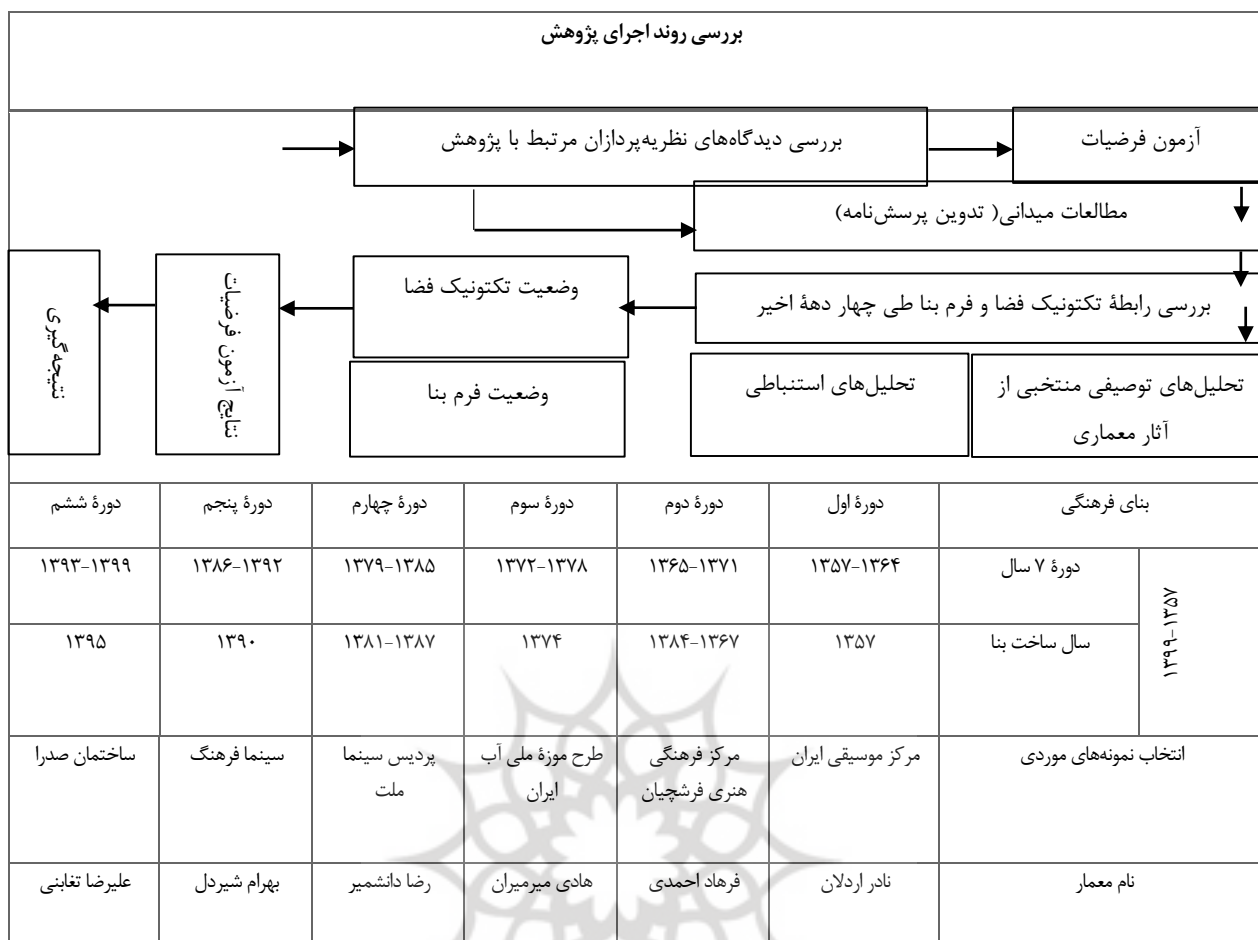 بررسی روند اجرای پژوهش
آزمون فرضیات
بررسی دیدگاه‌های نظریه‌پردازان مرتبط با پژوهش
مطالعات میدانی( تدوین پرسش‌نامه)
بررسی رابطهٔ تکتونیک فضا و فرم بنا طی چهار دههٔ اخیر
وضعیت تکتونیک فضا
نتایج آزمون فرضیات
نتیجه‌گیری
تحلیل‌های توصیفی منتخبی از
آثار معماری
تحلیل‌های استنباطی
وضعیت فرم بنا
بنای فرهنگی
دورهٔ اول
دورهٔ دوم
دورهٔ سوم
دورهٔ چهارم
دورهٔ پنجم
دورهٔ ششم
۱۳۵۷-۱۳۹۹
دورهٔ ۷ سال
۱۳۵۷-۱۳۶۴
۱۳۶۵-۱۳۷۱
۱۳۷۲-۱۳۷۸
۱۳۷۹-۱۳۸۵
۱۳۸۶-۱۳۹۲
۱۳۹۳-۱۳۹۹
سال ساخت بنا
۱۳۵۷
۱۳۸۴-۱۳۶۷
۱۳۷۴
۱۳۸۱-۱۳۸۷
۱۳۹۰
۱۳۹۵
انتخاب نمونه‌های موردی
مرکز موسیقی ایران
مرکز فرهنگی
هنری فرشچیان
طرح موزهٔ ملی آب
ایران
پردیس سینما
ملت
سینما فرهنگ
ساختمان صدرا
نام معمار
نادر اردلان
فرهاد احمدی
هادی میرمیران
رضا دانشمیر
بهرام شیردل
علیرضا تغابنی